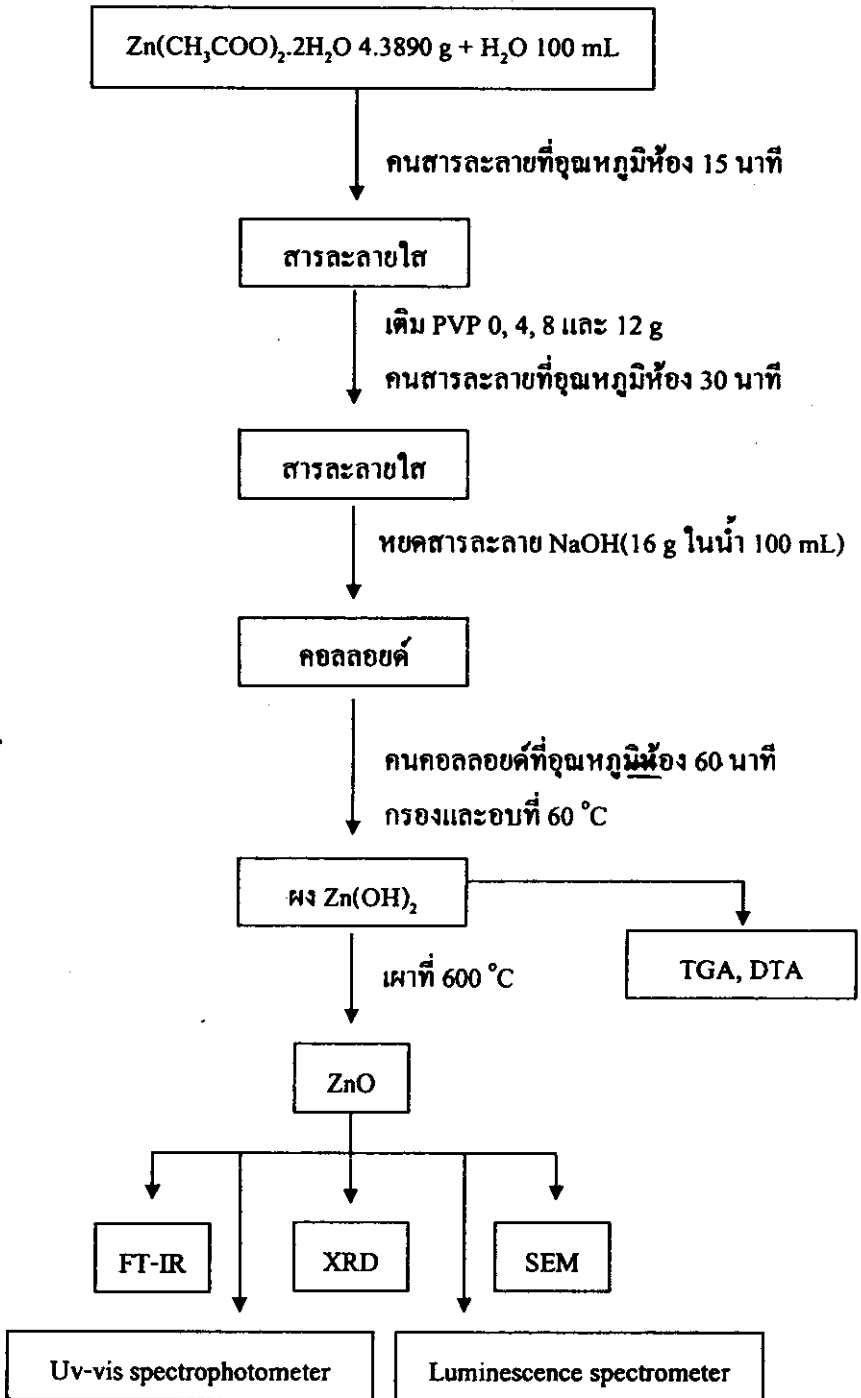 Zn(CH₃COO)₂.2H₂O 4.3890 g + H₂O 100 mL
คนสารละลายที่อุณหภูมิห้อง 15 นาที
สารละลายใส
เติม PVP 0, 4, 8 และ 12 g
คนสารละลายที่อุณหภูมิห้อง 30 นาที
สารละลายใส
หยดสารละลาย NaOH(16 g ในน้ำ 100 mL)
คอลลอยด์
คนคอลลอยด์ที่อุณหภูมิห้อง 60 นาที
กรองและอบที่ 60 °C
ผง Zn(OH)₂
TGA, DTA
เผาที่ 600 °C
ZnO
FT-IR
XRD
SEM
Uv-vis spectrophotometer
Luminescence spectrometer